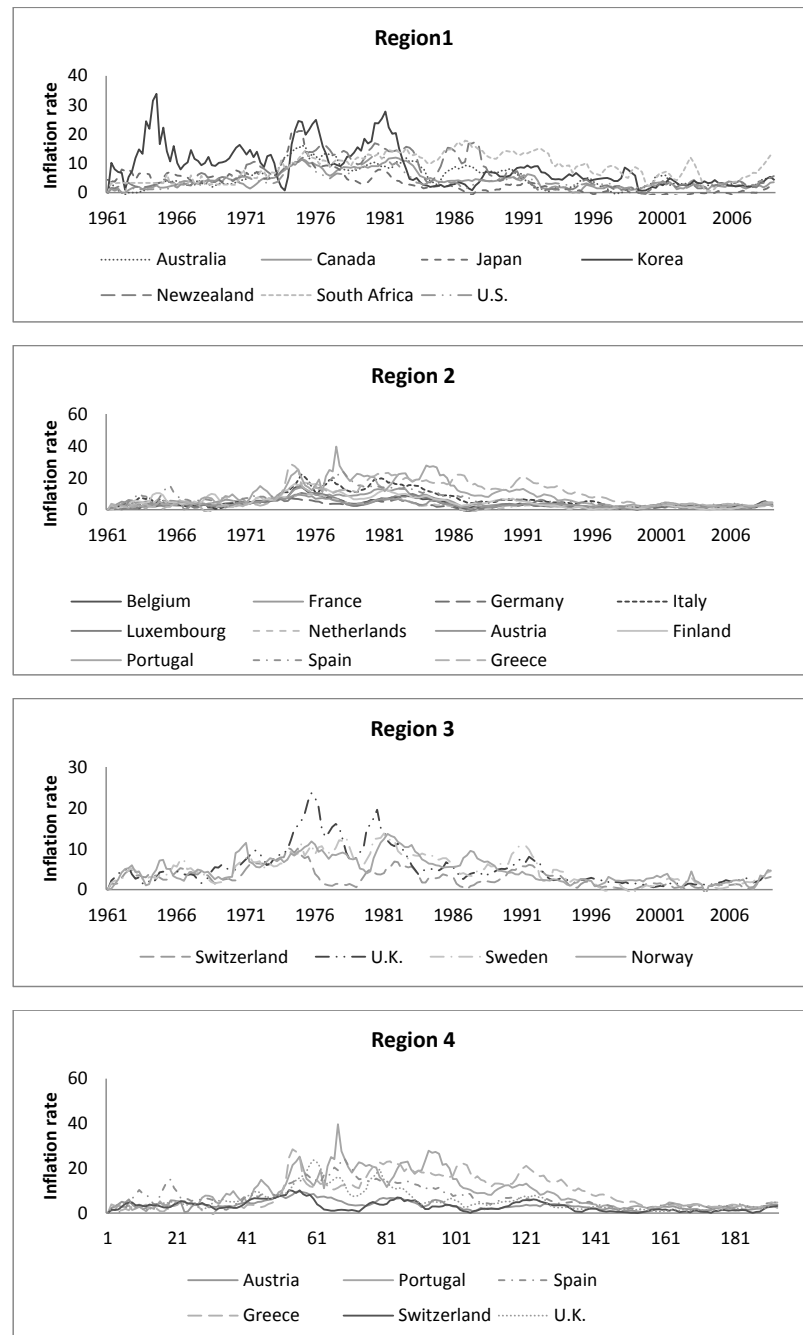 Region1
Inflation rate
40
30
20
10
0
1961 1966 1971 1976 1981 1986 1991 1996 20001 2006
Australia Canada Japan Korea
Newzealand South Africa U.S.
Region 2
Inflation rate
60
40
20
0
1961 1966 1971 1976 1981 1986 1991 1996 20001 2006
Belgium France Germany Italy
Luxembourg Netherlands Austria Finland
Portugal Spain Greece
Region 3
Inflation rate
30
20
10
0
1961 1966 1971 1976 1981 1986 1991 1996 20001 2006
Switzerland U.K. Sweden Norway
Region 4
Inflation rate
60
40
20
0
1 21 41 61 81 101 121 141 161 181
Austria Portugal Spain
Greece Switzerland U.K.